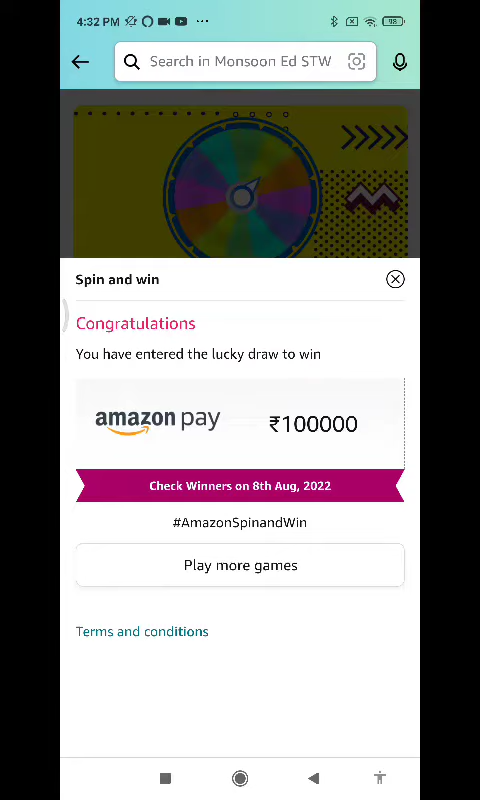 4:32 PM ...
98
Search in Monsoon Ed STW
Spin and win
Congratulations
You have entered the lucky draw to win
amazon pay
₹100000
Check Winners on 8th Aug, 2022
#AmazonSpinandWin
Play more games
Terms and conditions